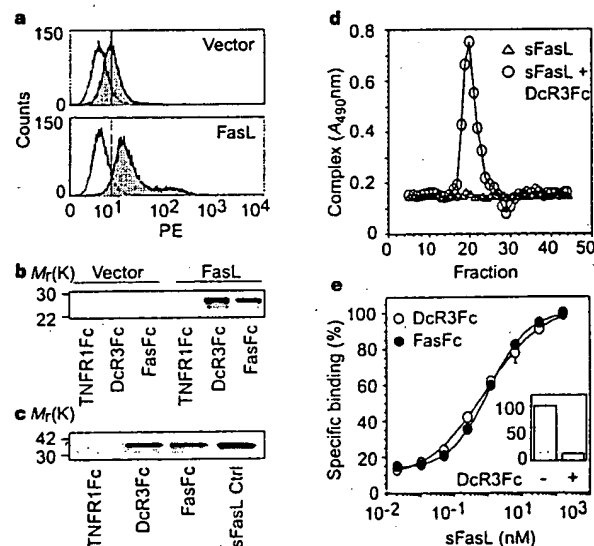 a
150
Vector
0
Counts
150
FasL
0
0 10¹ 10² 10³ 10⁴
PE
b Mr(K) Vector FasL
30
22
TNFR1Fc
DcR3Fc
FasFc
TNFR1Fc
DcR3Fc
FasFc
c Mr(K)
42
30
TNFR1Fc
DcR3Fc
FasFc
sFasL Ctrl
d
sFasL
sFasL +
DcR3Fc
Complex (A490nm)
0.8
0.6
0.4
0.2
0
0 10 20 30 40 50
Fraction
e
DcR3Fc
FasFc
Specific binding (%)
100
80
60
40
20
0
100
50
0
DcR3Fc - +
10⁻² 10⁻¹ 10¹ 10³
sFasL (nM)